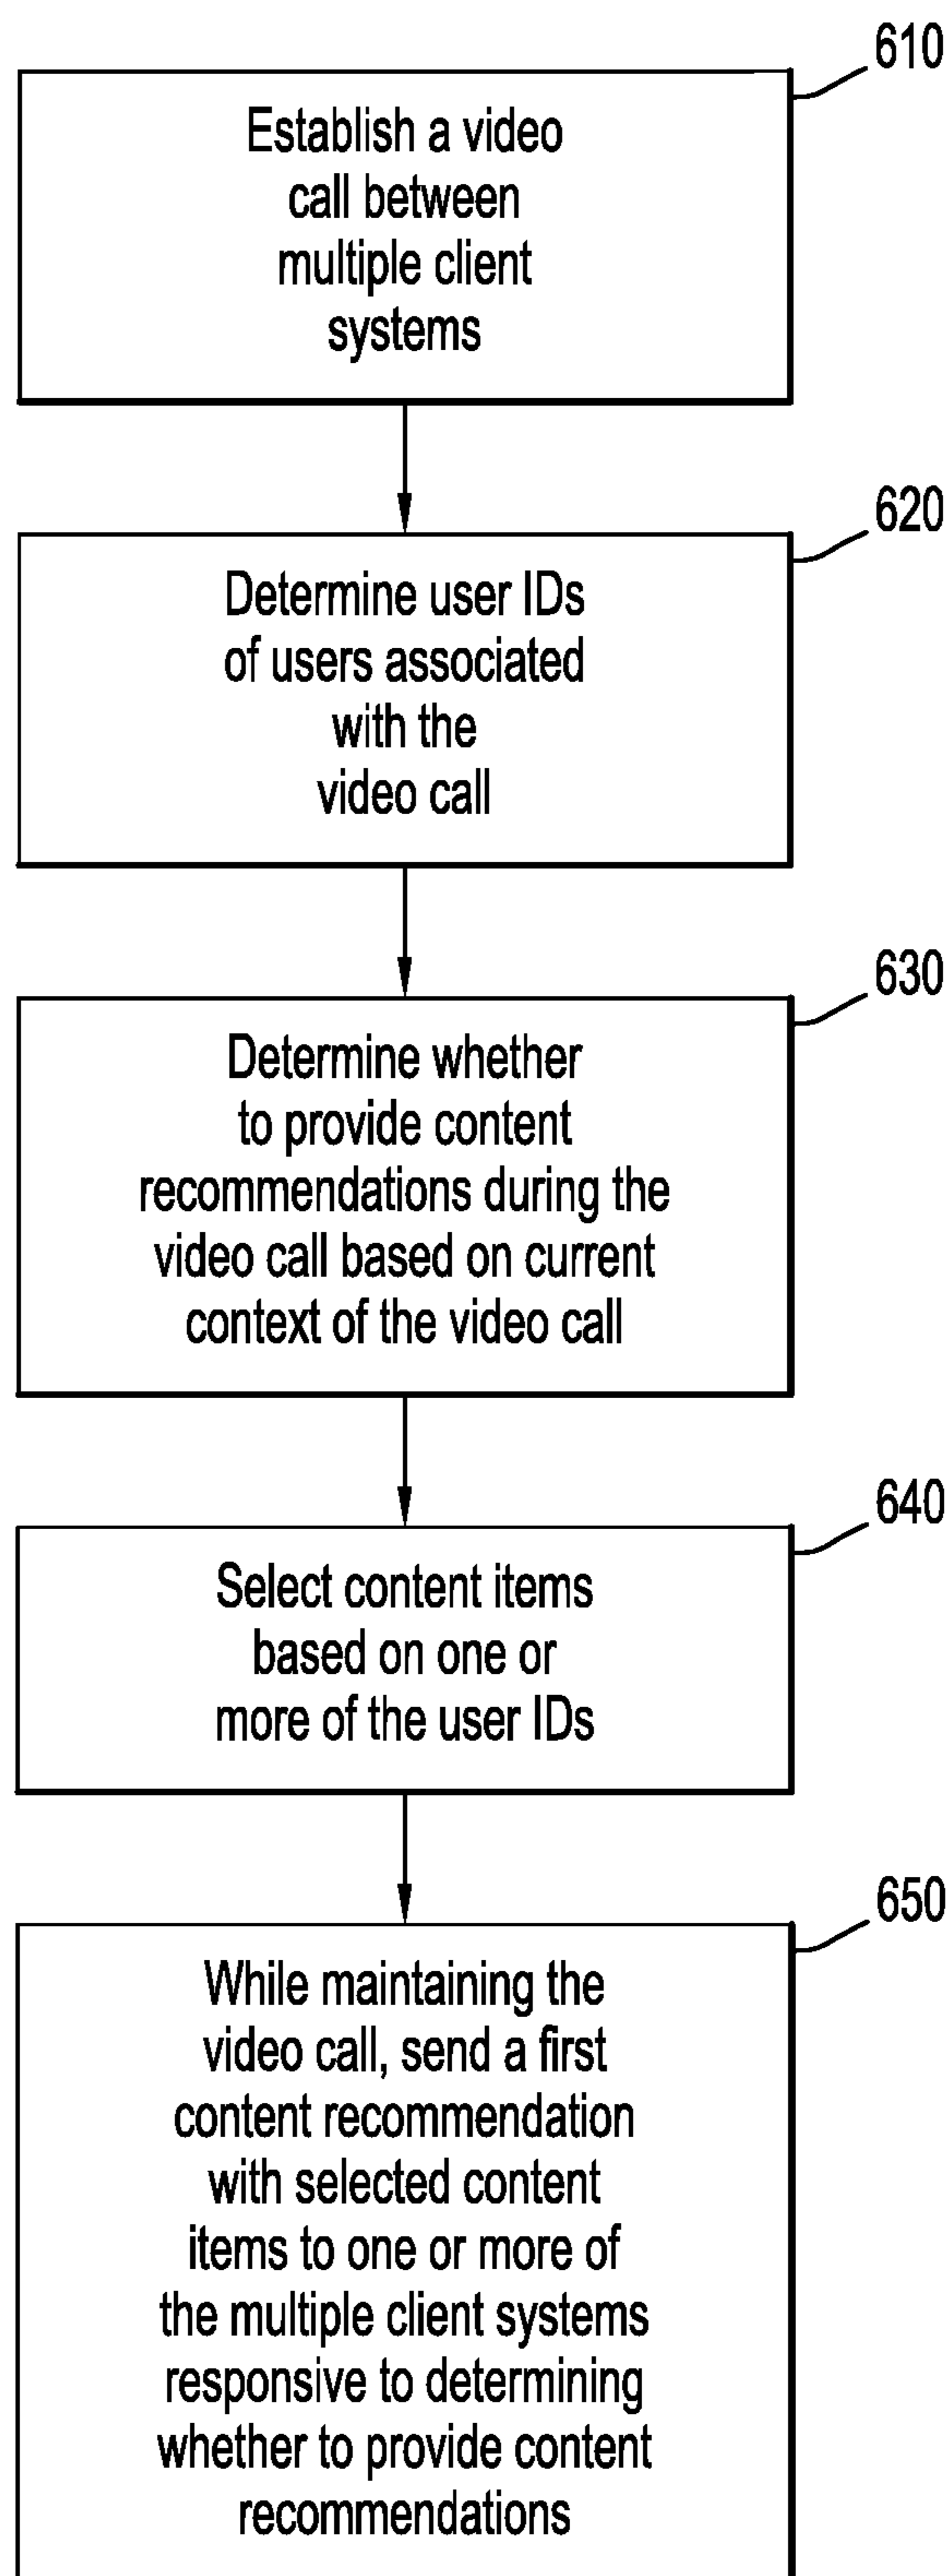 610
Establish a video
call between
multiple client
systems
620
Determine user IDs
of users associated
with the
video call
630
Determine whether
to provide content
recommendations during the
video call based on current
context of the video call
640
Select content items
based on one or
more of the user IDs
650
While maintaining the
video call, send a first
content recommendation
with selected content
items to one or more of
the multiple client systems
responsive to determining
whether to provide content
recommendations